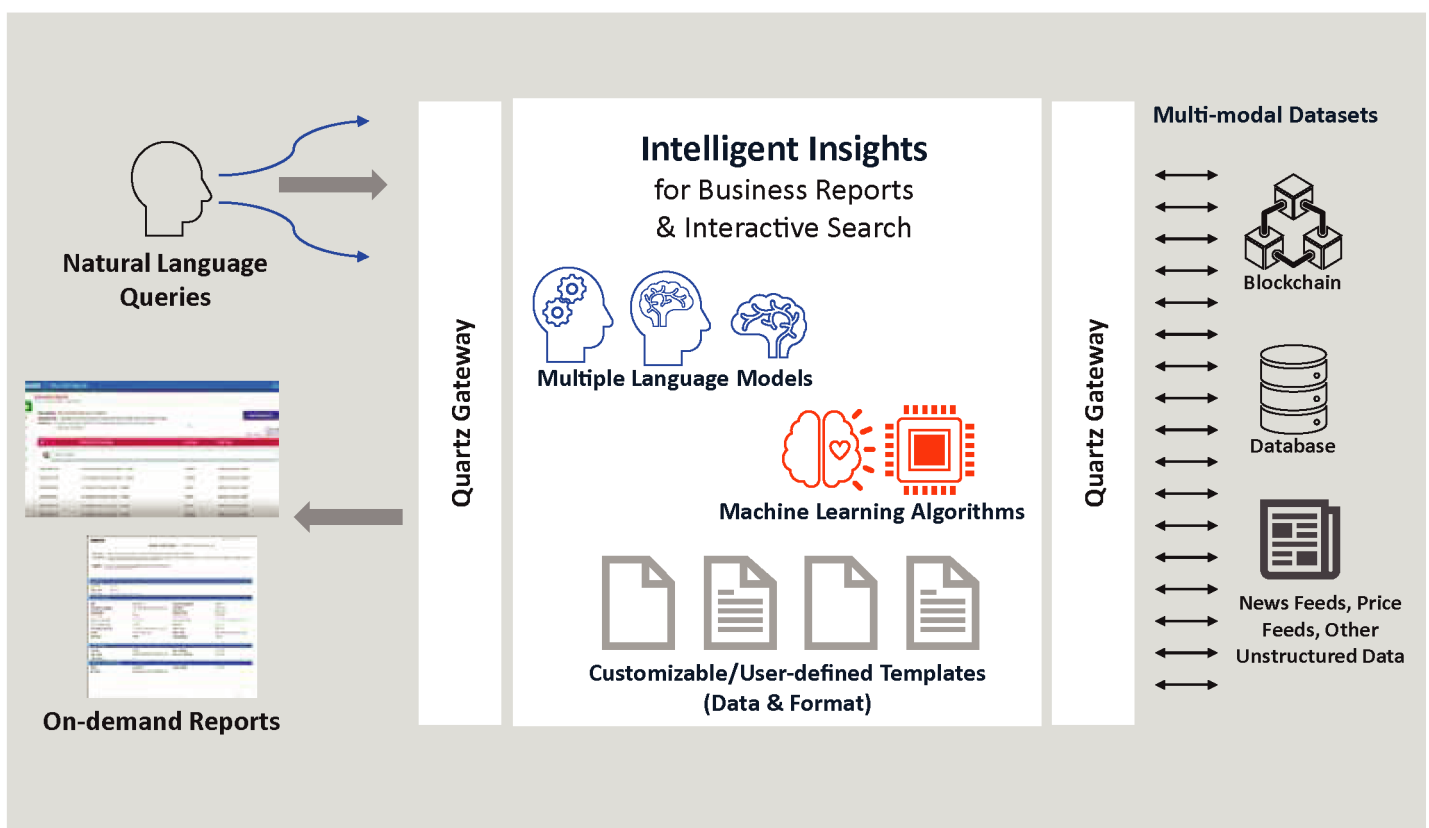 Natural Language
Queries
On-demand Reports
Quartz Gateway
Intelligent Insights
for Business Reports
& Interactive Search
Multiple Language Models
Machine Learning Algorithms
Customizable/User-defined Templates
(Data & Format)
Quartz Gateway
Multi-modal Datasets
Blockchain
Database
News Feeds, Price
Feeds, Other
Unstructured Data